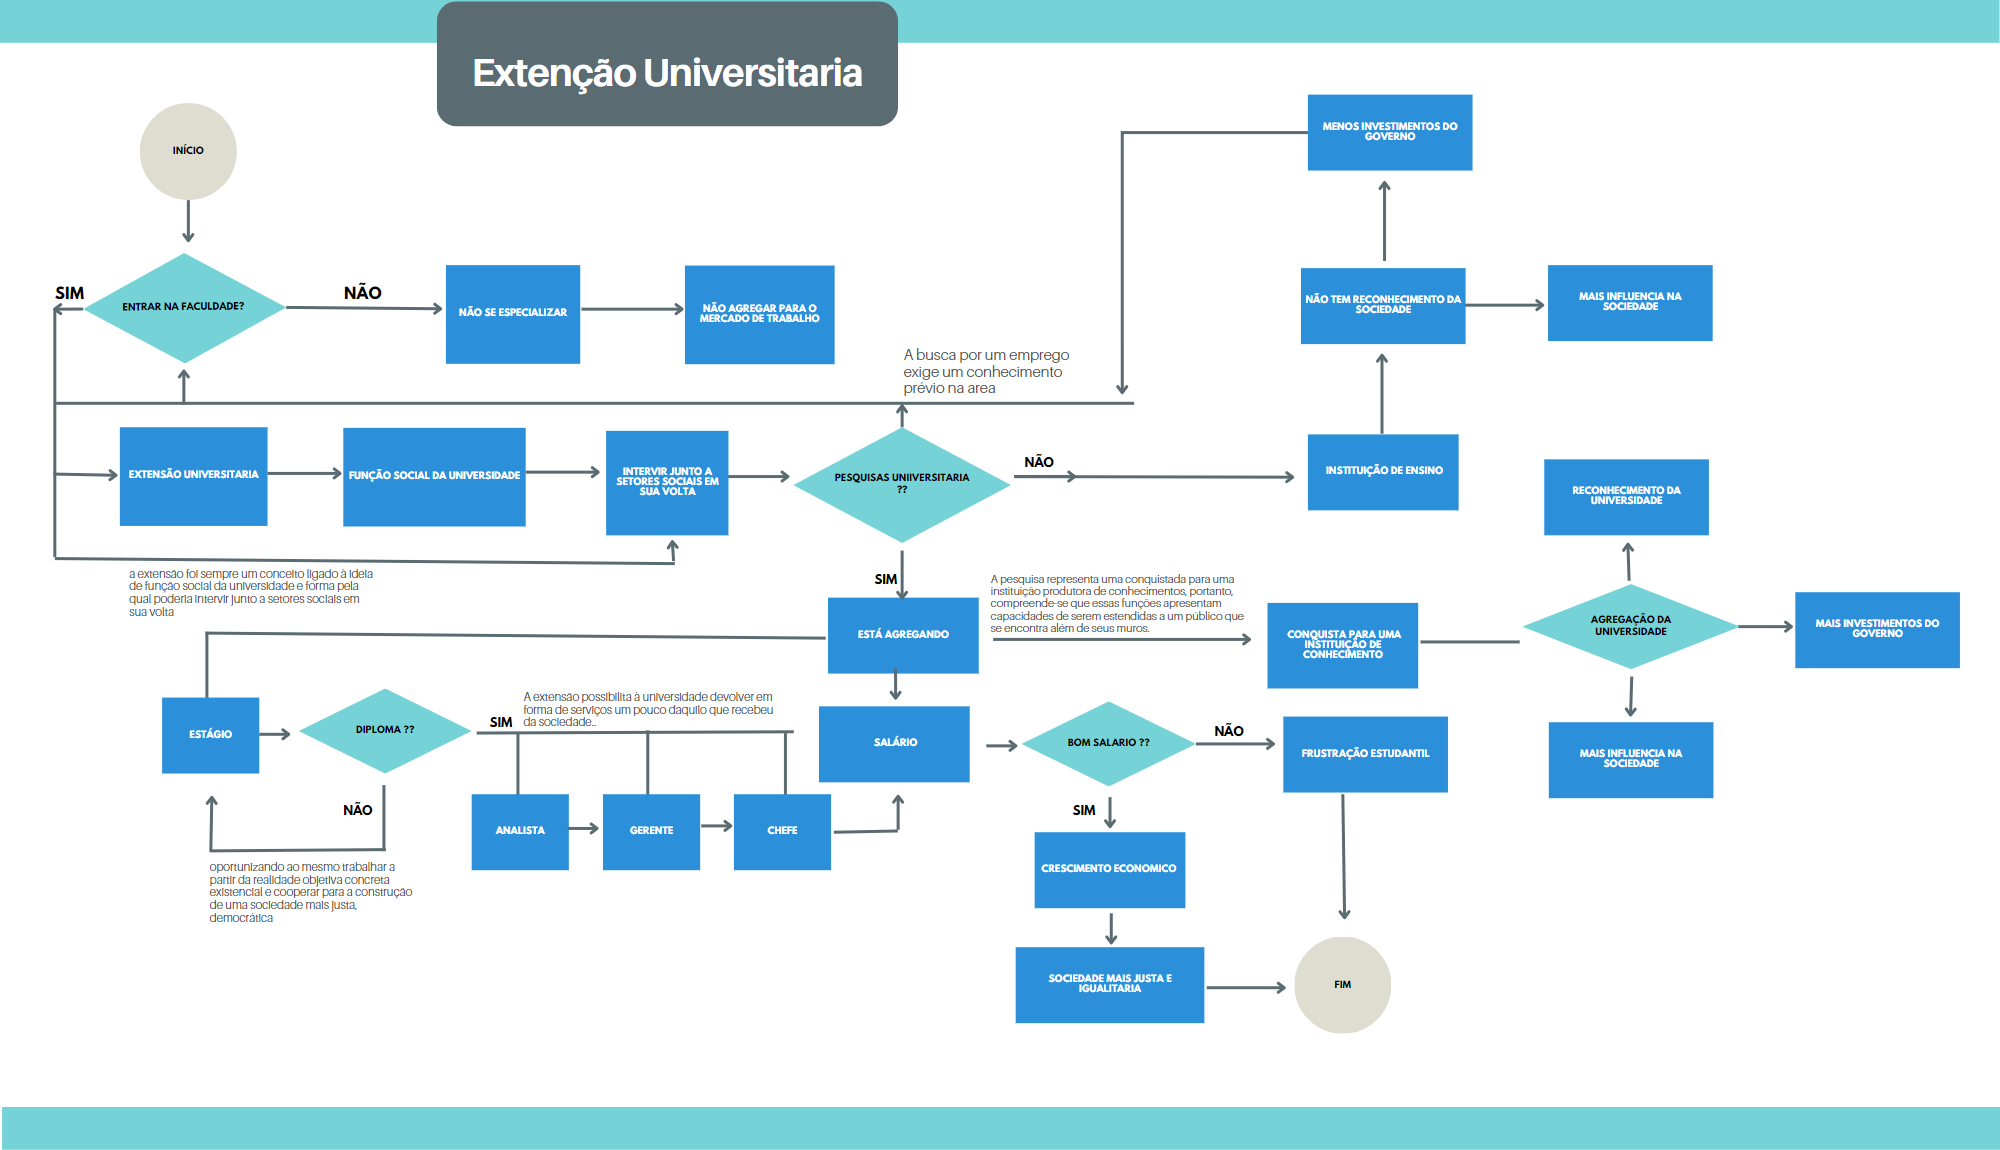 Extenção Universitaria
INÍCIO
MENOS INVESTIMENTOS DO
GOVERNO
SIM
ENTRAR NA FACULDADE?
NÃO
NÃO SE ESPECIALIZAR
NÃO AGREGAR PARA O
MERCADO DE TRABALHO
NÃO TEM RECONHECIMENTO DA
SOCIEDADE
MAIS INFLUENCIA NA
SOCIEDADE
A busca por um emprego
exige um conhecimento
prévio na area
EXTENSÃO UNIVERSITARIA
FUNÇÃO SOCIAL DA UNIVERSIDADE
INTERVIR JUNTO A
SETORES SOCIAIS EM
SUA VOLTA
PESQUISAS UNIIVERSITARIA
??
NÃO
INSTITUIÇÃO DE ENSINO
RECONHECIMENTO DA
UNIVERSIDADE
a extensão foi sempre um conceito ligado à ideia
de função social da universidade e forma pela
qual poderia intervir junto a setores sociais em
sua volta
SIM
A pesquisa representa uma conquistada para uma
instituição produtora de conhecimentos, portanto,
compreende-se que essas funções apresentam
capacidades de serem estendidas a um público que
se encontra além de seus muros.
ESTÁ AGREGANDO
CONQUISTA PARA UMA
INSTITUIÇÃO DE
CONHECIMENTO
AGREGAÇÃO DA
UNIVERSIDADE
MAIS INVESTIMENTOS DO
GOVERNO
ESTÁGIO
DIPLOMA ??
SIM
A extensão possibilita à universidade devolver em
forma de serviços um pouco daquilo que recebeu
da sociedade..
SALÁRIO
BOM SALARIO ??
NÃO
FRUSTRAÇÃO ESTUDANTIL
MAIS INFLUENCIA NA
SOCIEDADE
NÃO
ANALISTA
GERENTE
CHEFE
SIM
CRESCIMENTO ECONOMICO
oportunizando ao mesmo trabalhar a
partir da realidade objetiva concreta
existencial e cooperar para a construção
de uma sociedade mais justa,
democrática
SOCIEDADE MAIS JUSTA E
IGUALITARIA
FIM